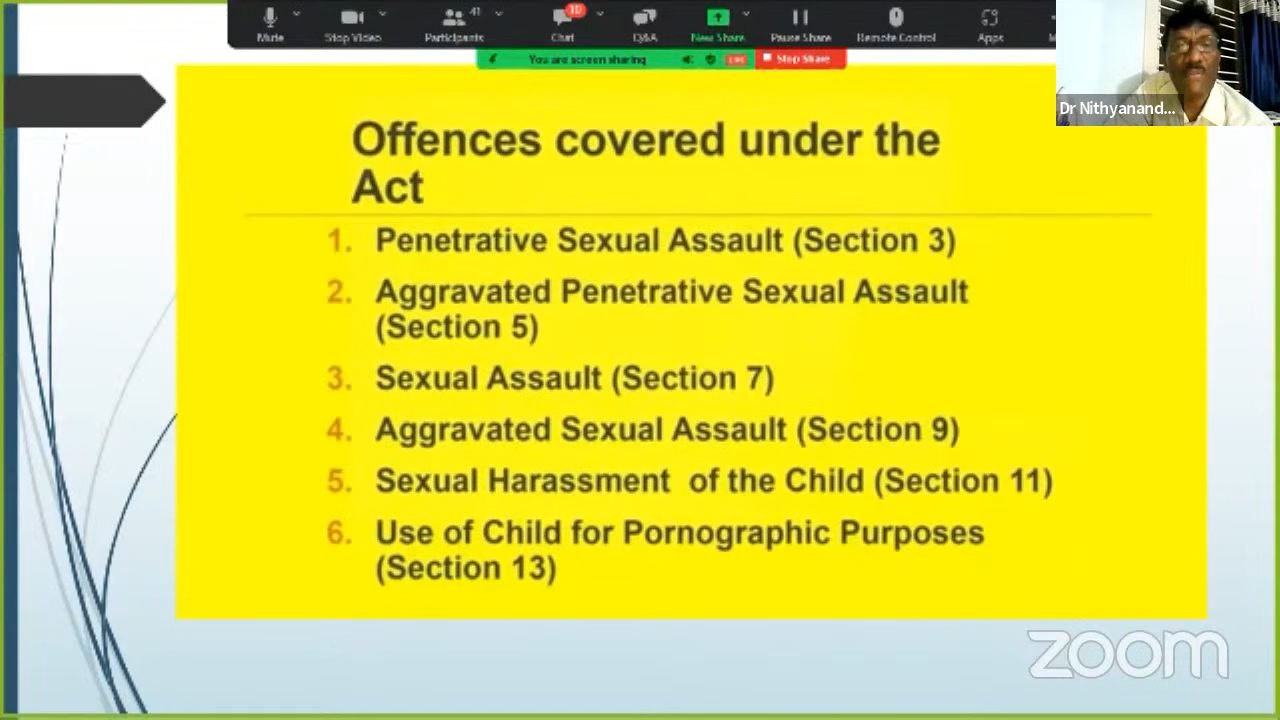 Mute
Stop Video
Participants
41
Chat
10
Q&A
New Share
Pause Share
Remote Control
Apps
You are screen sharing
LIVE
Stop Share
Dr Nithyanand...
Offences covered under the
Act
1. Penetrative Sexual Assault (Section 3)
2. Aggravated Penetrative Sexual Assault
(Section 5)
3. Sexual Assault (Section 7)
4. Aggravated Sexual Assault (Section 9)
5. Sexual Harassment of the Child (Section 11)
6. Use of Child for Pornographic Purposes
(Section 13)
zoom